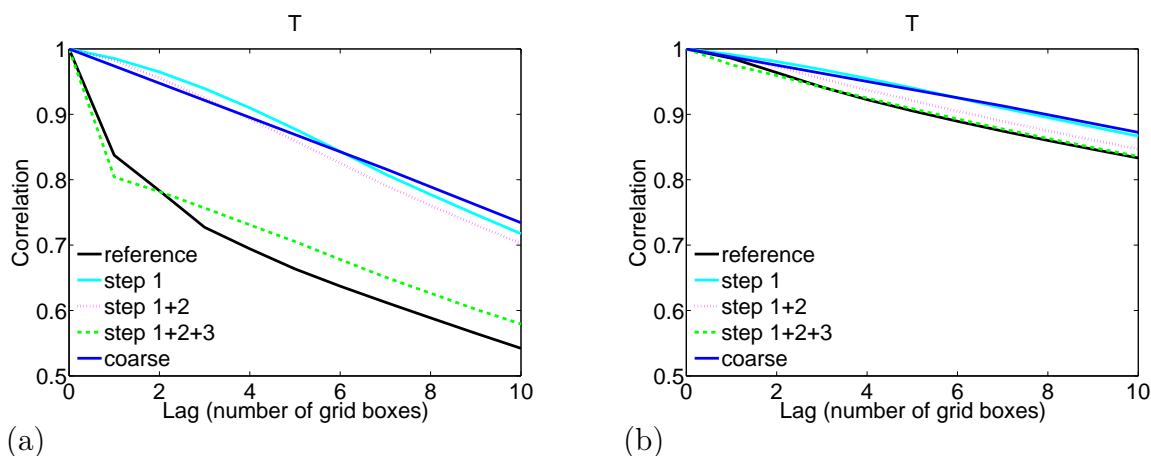 T
1
0.9
0.8
0.7
0.6
0.5
Correlation
reference
step 1
step 1+2
step 1+2+3
coarse
0 2 4 6 8 10
Lag (number of grid boxes)
(a)
T
1
0.9
0.8
0.7
0.6
0.5
Correlation
reference
step 1
step 1+2
step 1+2+3
coarse
0 2 4 6 8 10
Lag (number of grid boxes)
(b)